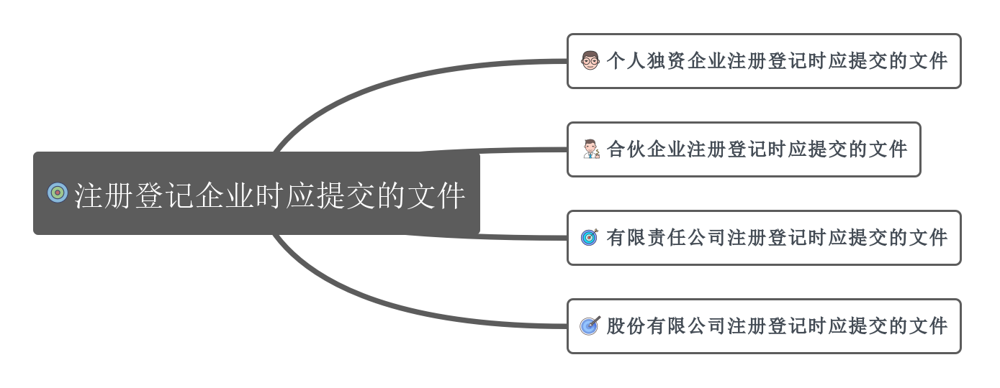 注册登记企业时应提交的文件
个人独资企业注册登记时应提交的文件
合伙企业注册登记时应提交的文件
有限责任公司注册登记时应提交的文件
股份有限公司注册登记时应提交的文件